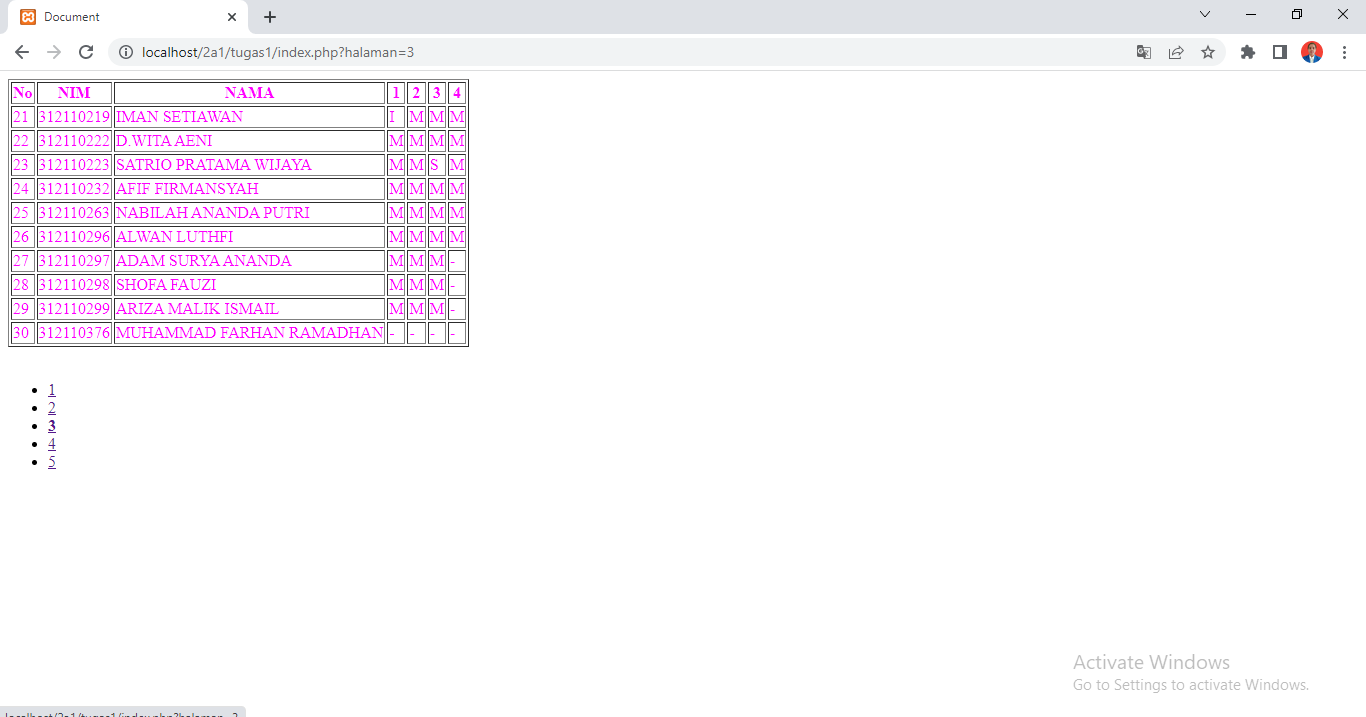 Document
localhost/2a1/tugas1/index.php?halaman=3
No NIM NAMA 1 2 3 4
21 312110219 IMAN SETIAWAN I M M M
22 312110222 D.WITA AENI M M M M
23 312110223 SATRIO PRATAMA WIJAYA M M S M
24 312110232 AFIF FIRMANSYAH M M M M
25 312110263 NABILAH ANANDA PUTRI M M M M
26 312110296 ALWAN LUTHFI M M M M
27 312110297 ADAM SURYA ANANDA M M M -
28 312110298 SHOFA FAUZI M M M -
29 312110299 ARIZA MALIK ISMAIL M M M -
30 312110376 MUHAMMAD FARHAN RAMADHAN - - - -
1
2
3
4
5
Activate Windows
Go to Settings to activate Windows.